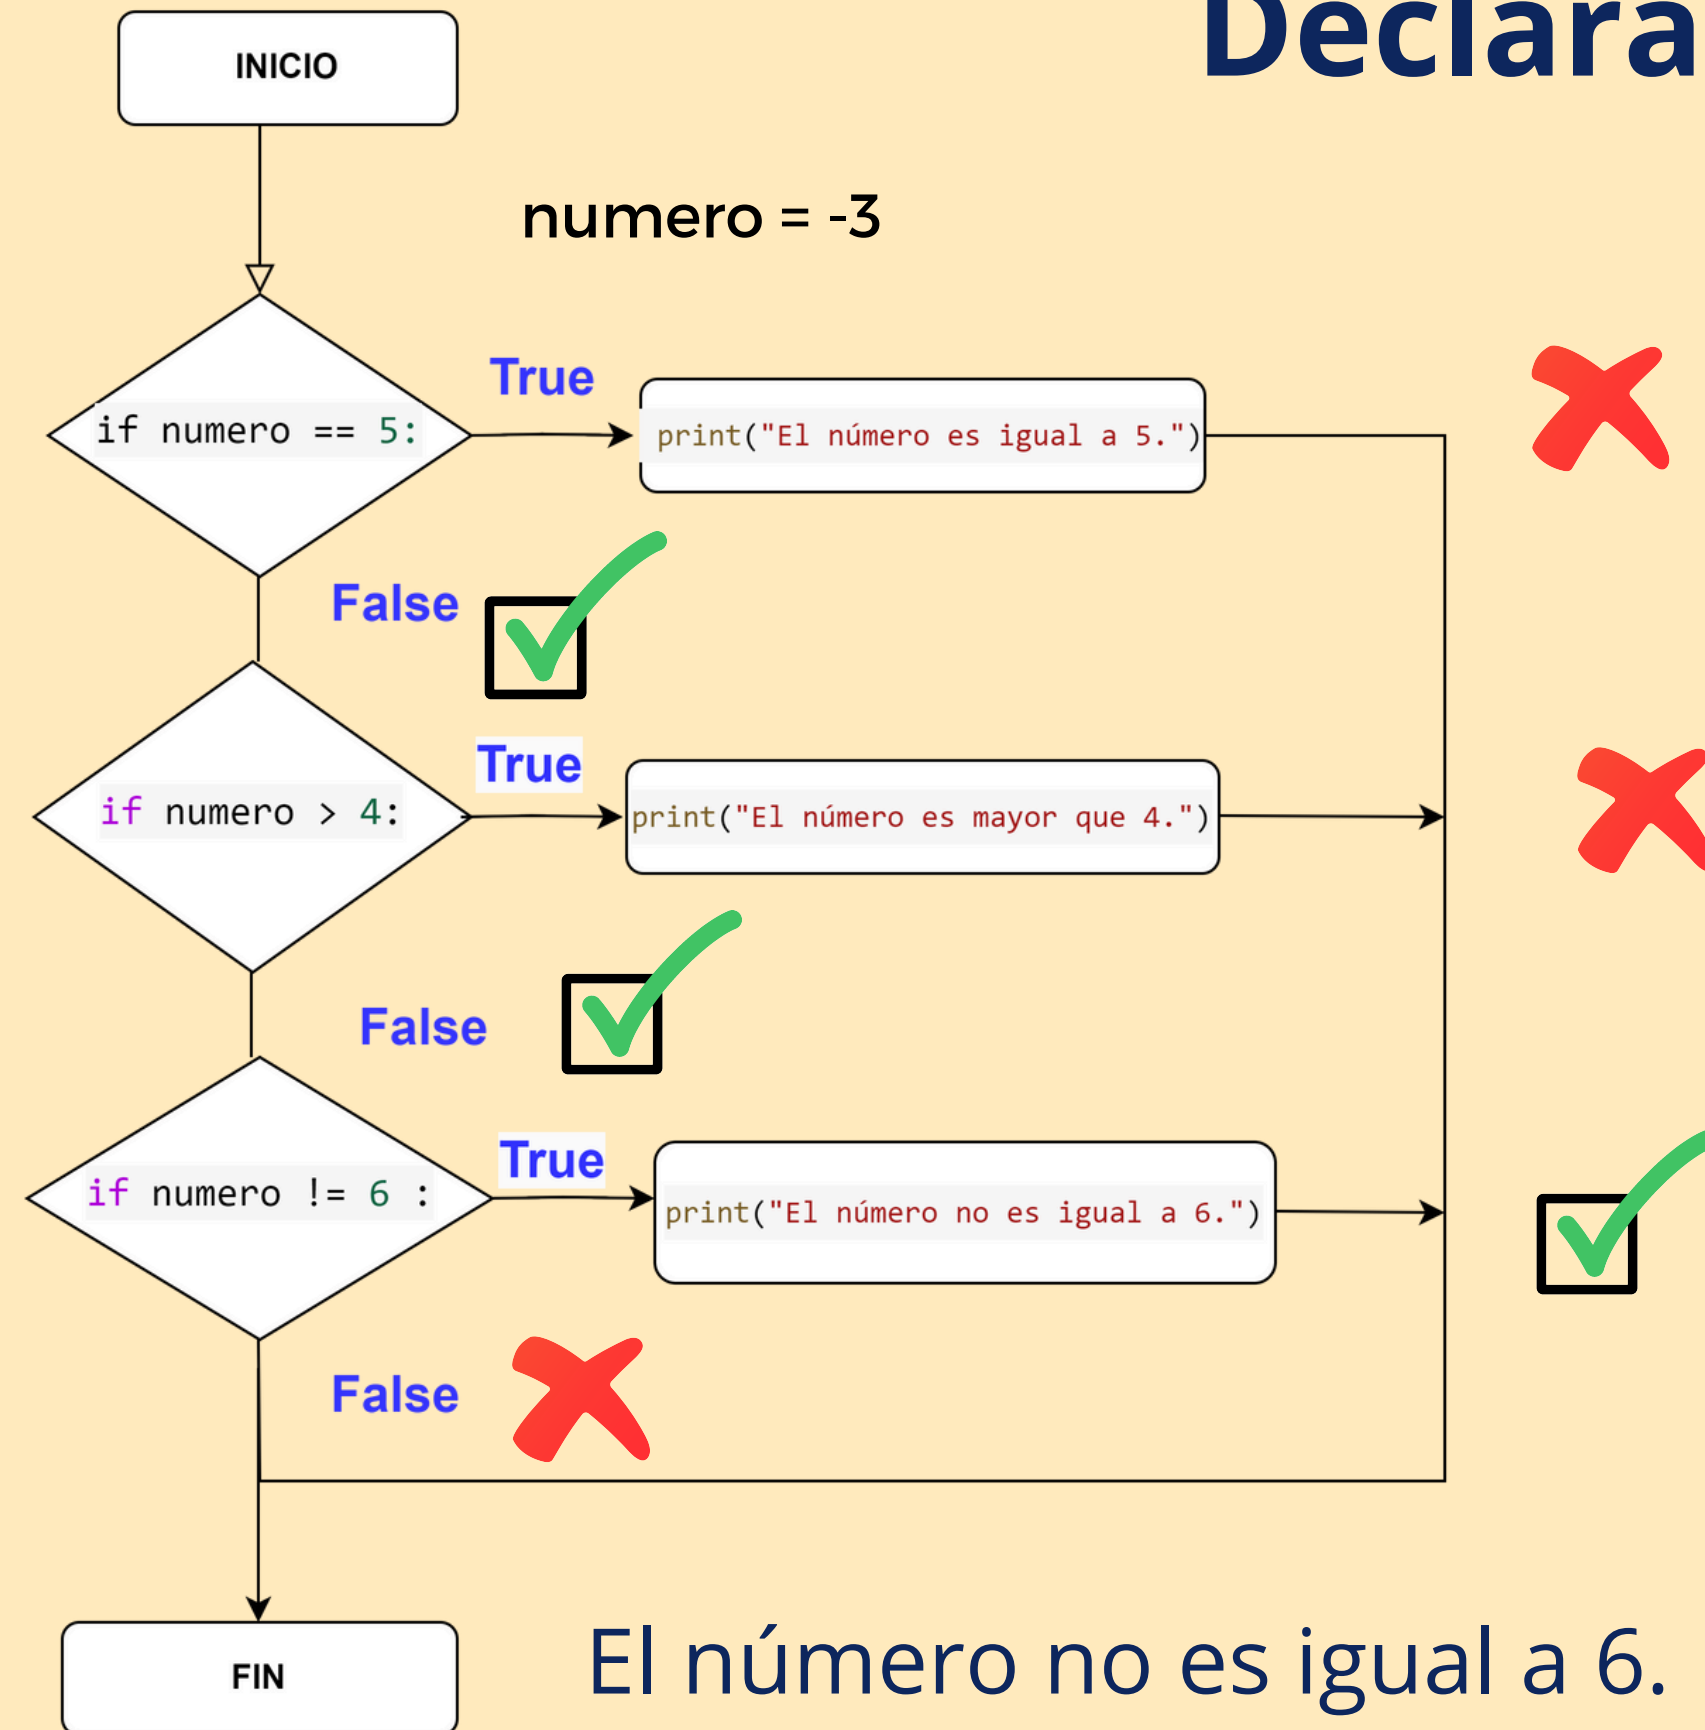 Declara
INICIO
numero = -3
True
if numero == 5:
print("El número es igual a 5.")
False
True
if numero > 4:
print("El número es mayor que 4.")
False
True
if numero != 6 :
print("El número no es igual a 6.")
False
FIN
El número no es igual a 6.